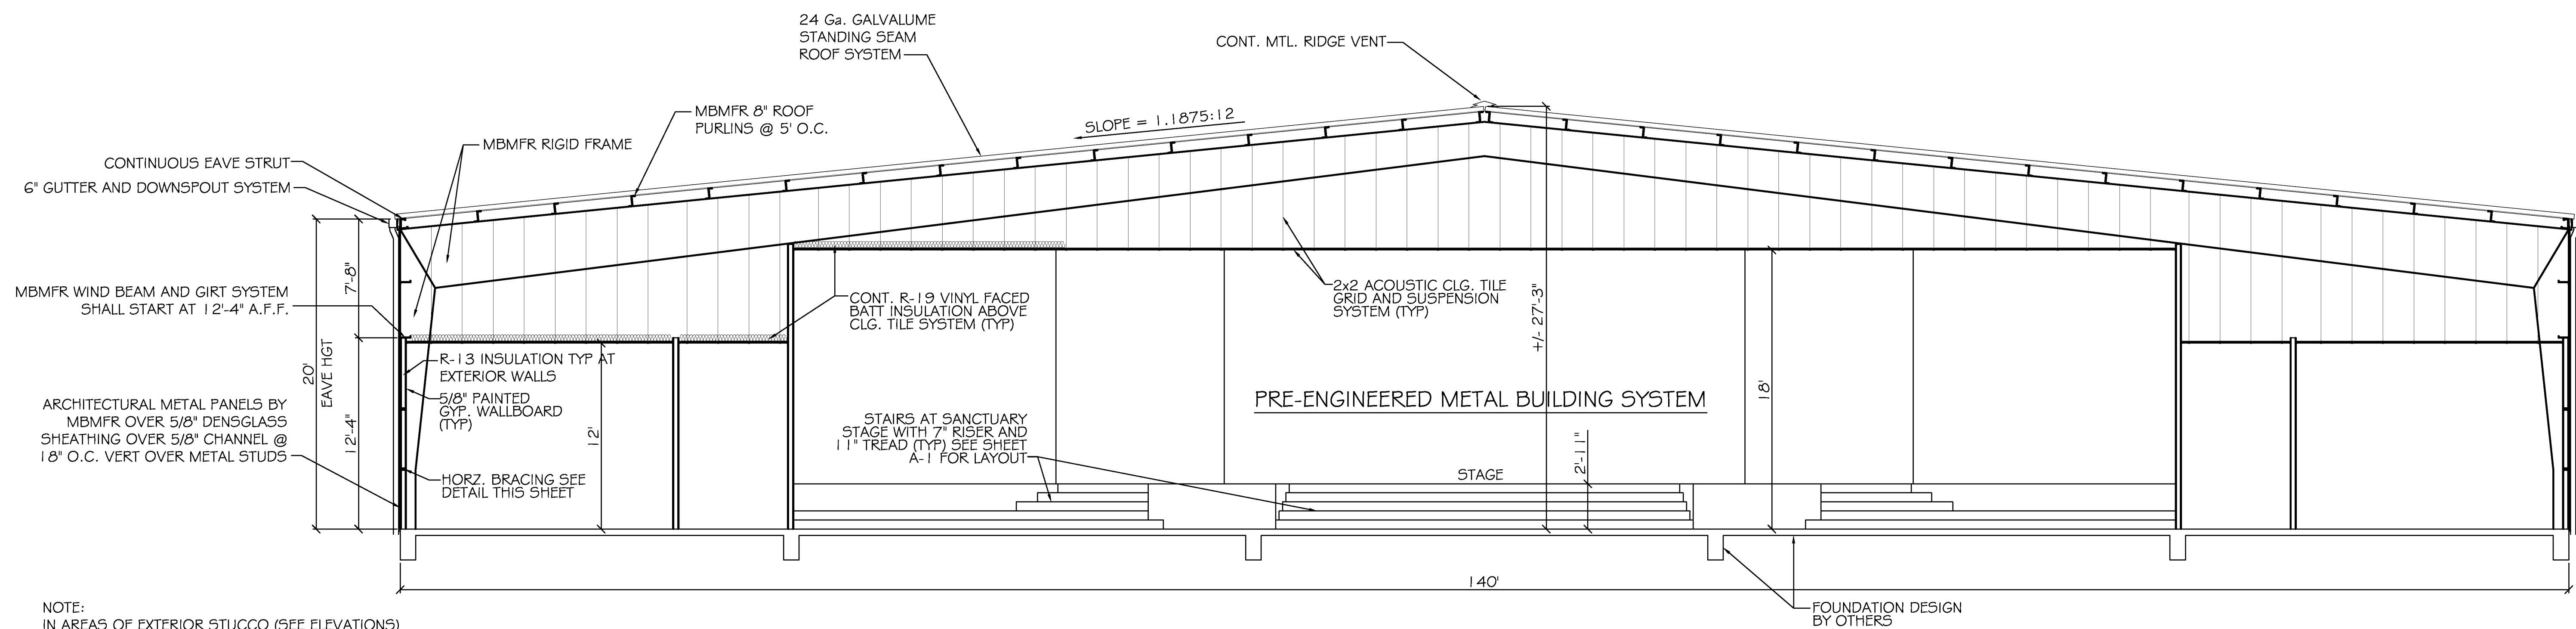 24 Ga. GALVALUME
STANDING SEAM
ROOF SYSTEM
CONT. MTL. RIDGE VENT
MBMFR 8" ROOF
PURLINS @ 5' O.C.
SLOPE = 1.1875:12
MBMFR RIGID FRAME
CONTINUOUS EAVE STRUT
6" GUTTER AND DOWNSPOUT SYSTEM
MBMFR WIND BEAM AND GIRT SYSTEM
SHALL START AT 12'-4" A.F.F.
7'-8"
20'
EAVE HGT
12'-4"
ARCHITECTURAL METAL PANELS BY
MBMFR OVER 5/8" DENSGLASS
SHEATHING OVER 5/8" CHANNEL @
18" O.C. VERT OVER METAL STUDS
R-13 INSULATION TYP AT
EXTERIOR WALLS
5/8" PAINTED
GYP. WALLBOARD
(TYP)
12'
HORZ. BRACING SEE
DETAIL THIS SHEET
CONT. R-19 VINYL FACED
BATT INSULATION ABOVE
CLG. TILE SYSTEM (TYP)
STAIRS AT SANCTUARY
STAGE WITH 7" RISER AND
11" TREAD (TYP) SEE SHEET
A-1 FOR LAYOUT
2x2 ACOUSTIC CLG. TILE
GRID AND SUSPENSION
SYSTEM (TYP)
+/- 27'-3"
PRE-ENGINEERED METAL BUILDING SYSTEM
18'
STAGE
2'-11"
140'
FOUNDATION DESIGN
BY OTHERS
NOTE:
IN AREAS OF EXTERIOR STUCCO (SEE ELEVATIONS)